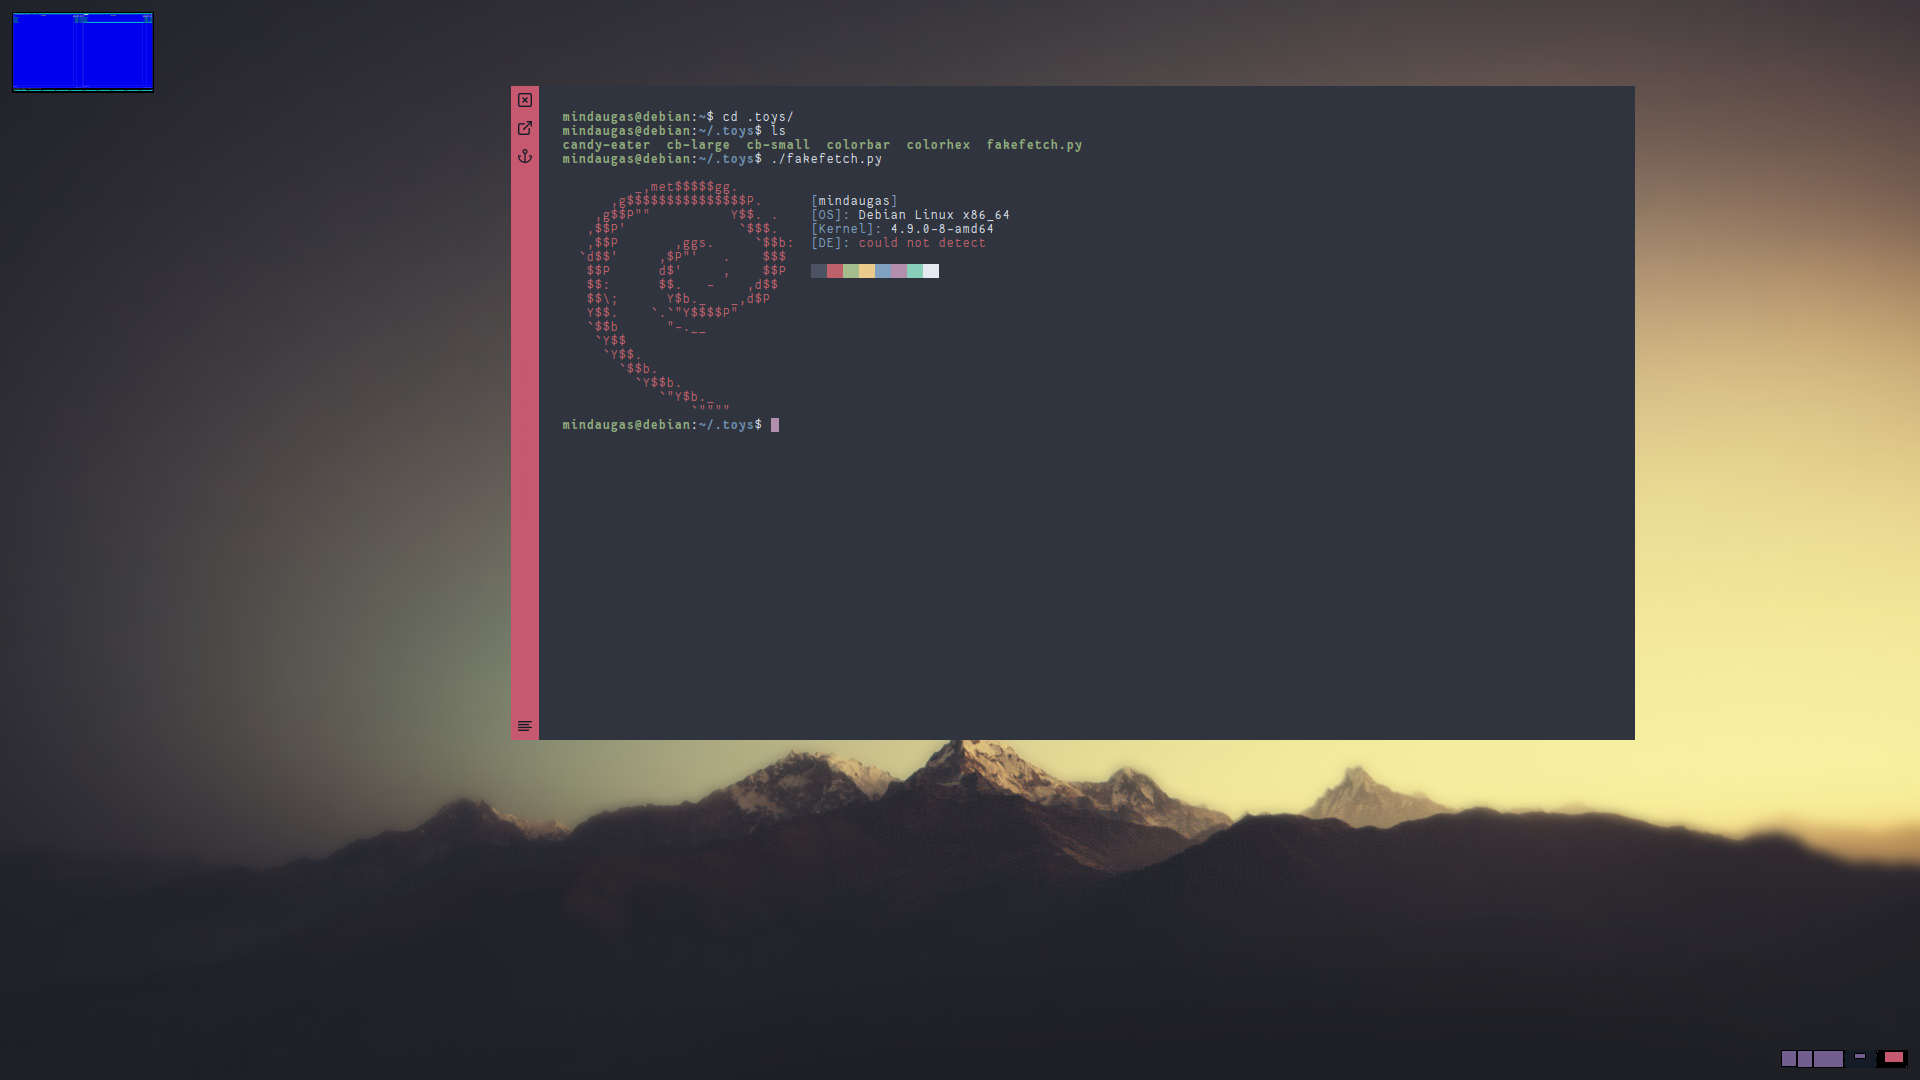 mindaugas@debian:~$ cd .toys/
mindaugas@debian:~/.toys$ ls
candy-eater  cb-large  cb-small  colorbar  colorhex  fakefetch.py
mindaugas@debian:~/.toys$ ./fakefetch.py
         _,met$$$$$gg.
      ,g$$$$$$$$$$$$$$$P.      [mindaugas]
    ,g$$P""          Y$$. .    [OS]: Debian Linux x86_64
   ,$$P'              `$$$.    [Kernel]: 4.9.0-8-amd64
   ,$$P       ,ggs.     `$$b:  [DE]: could not detect
  `d$$'     ,$P"'   .    $$$
   $$P      d$'     ,    $$P
   $$:      $$.   -    ,d$$
   $$\;      Y$b._   _,d$P
   Y$$.    `.`"Y$$$$P"
   `$$b      "-.__
    `Y$$
     `Y$$.
       `$$b.
         `Y$$b.
            `"Y$b._
                `""""
mindaugas@debian:~/.toys$